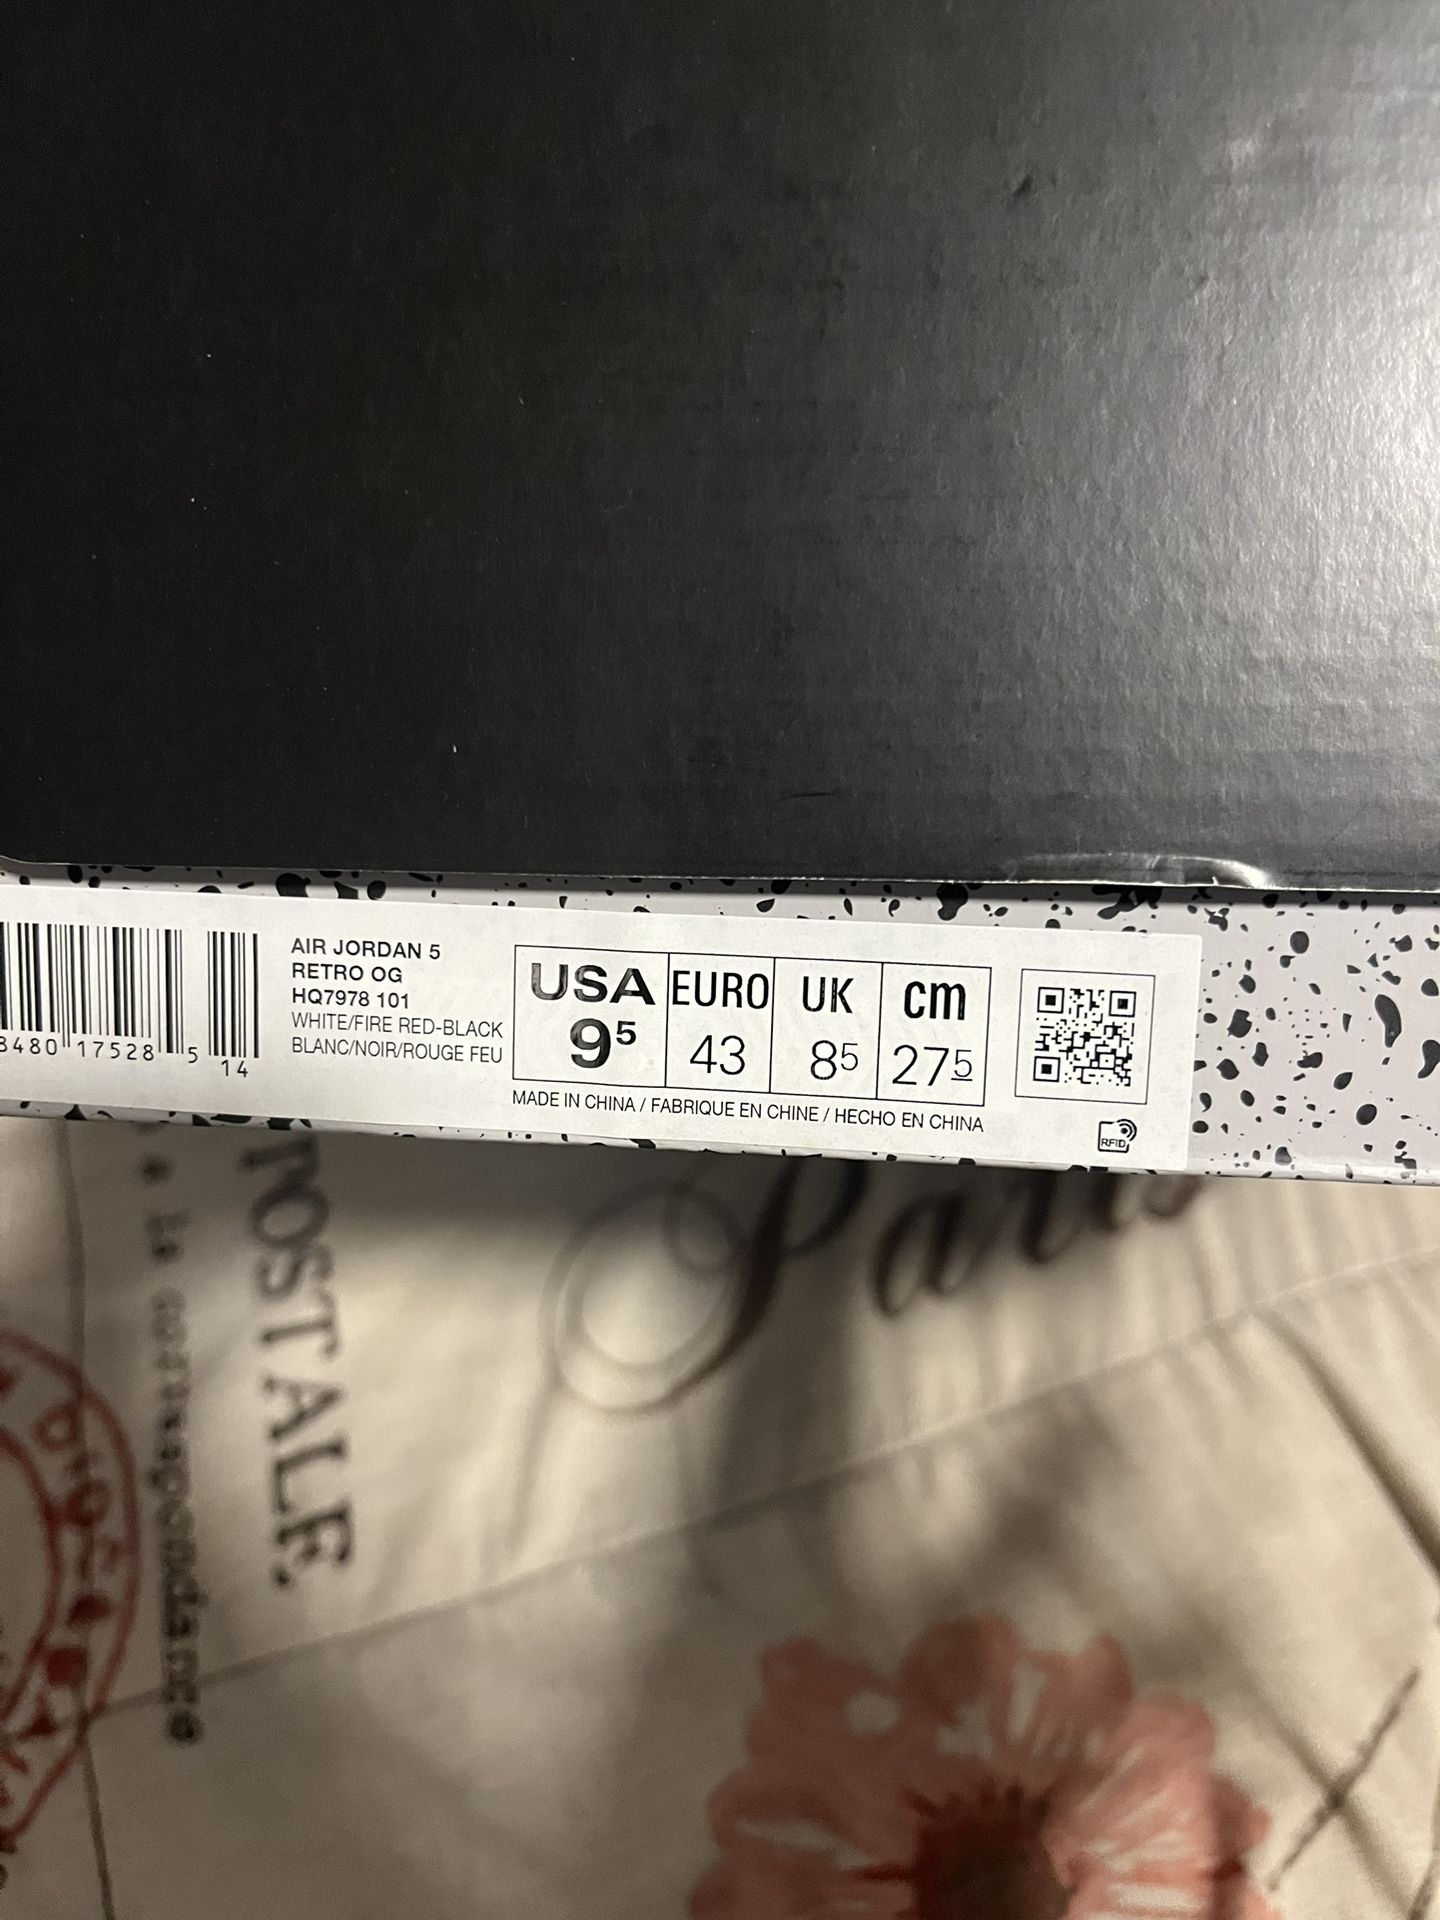 AIR JORDAN 5
RETRO OG
HQ7978 101
WHITE/FIRE RED-BLACK
BLANC/NOIR/ROUGE FEU
8480 17528 5 14
USA EURO UK cm
9⁵ 43 8⁵ 27⁵
MADE IN CHINA / FABRIQUE EN CHINE / HECHO EN CHINA
RFID
Paris
POSTALE.